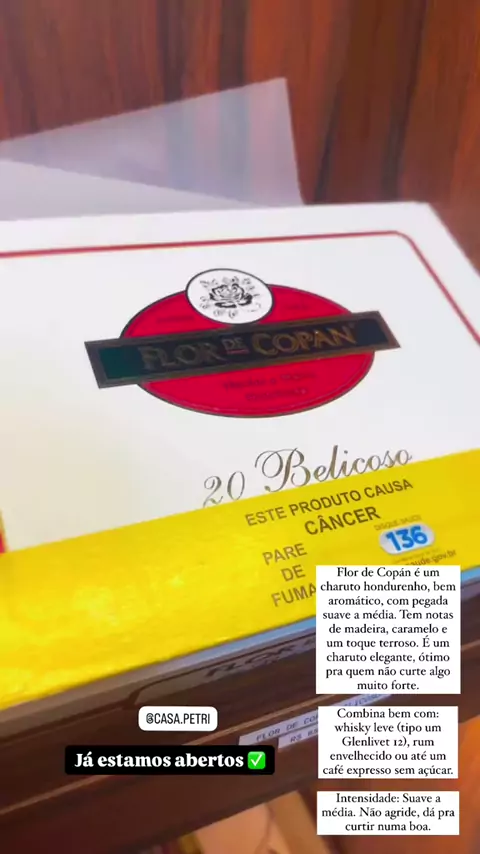 FLOR DE COPAN
20 Belicoso
ESTE PRODUTO CAUSA
CÂNCER
PARE
DE
FUMA
DISQUE SAÚDE
136
Flor de Copán é um
charuto hondurenho, bem
aromático, com pegada
suave a média. Tem notas
de madeira, caramelo e
um toque terroso. É um
charuto elegante, ótimo
pra quem não curte algo
muito forte.
Combina bem com:
whisky leve (tipo um
Glenlivet 12), rum
envelhecido ou até um
café expresso sem açúcar.
Intensidade: Suave a
média. Não agride, dá pra
curtir numa boa.
@CASA.PETRI
Já estamos abertos ✅